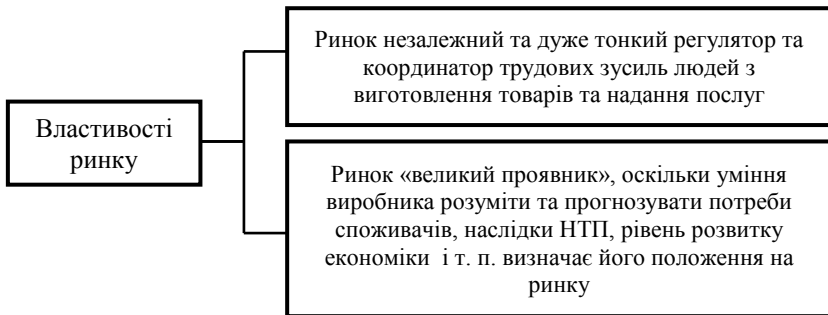 Ринок незалежний та дуже тонкий регулятор та
координатор трудових зусиль людей з
виготовлення товарів та надання послуг
Властивості
ринку
Ринок «великий проявник», оскільки уміння
виробника розуміти та прогнозувати потреби
споживачів, наслідки НТП, рівень розвитку
економіки і т. п. визначає його положення на
ринку